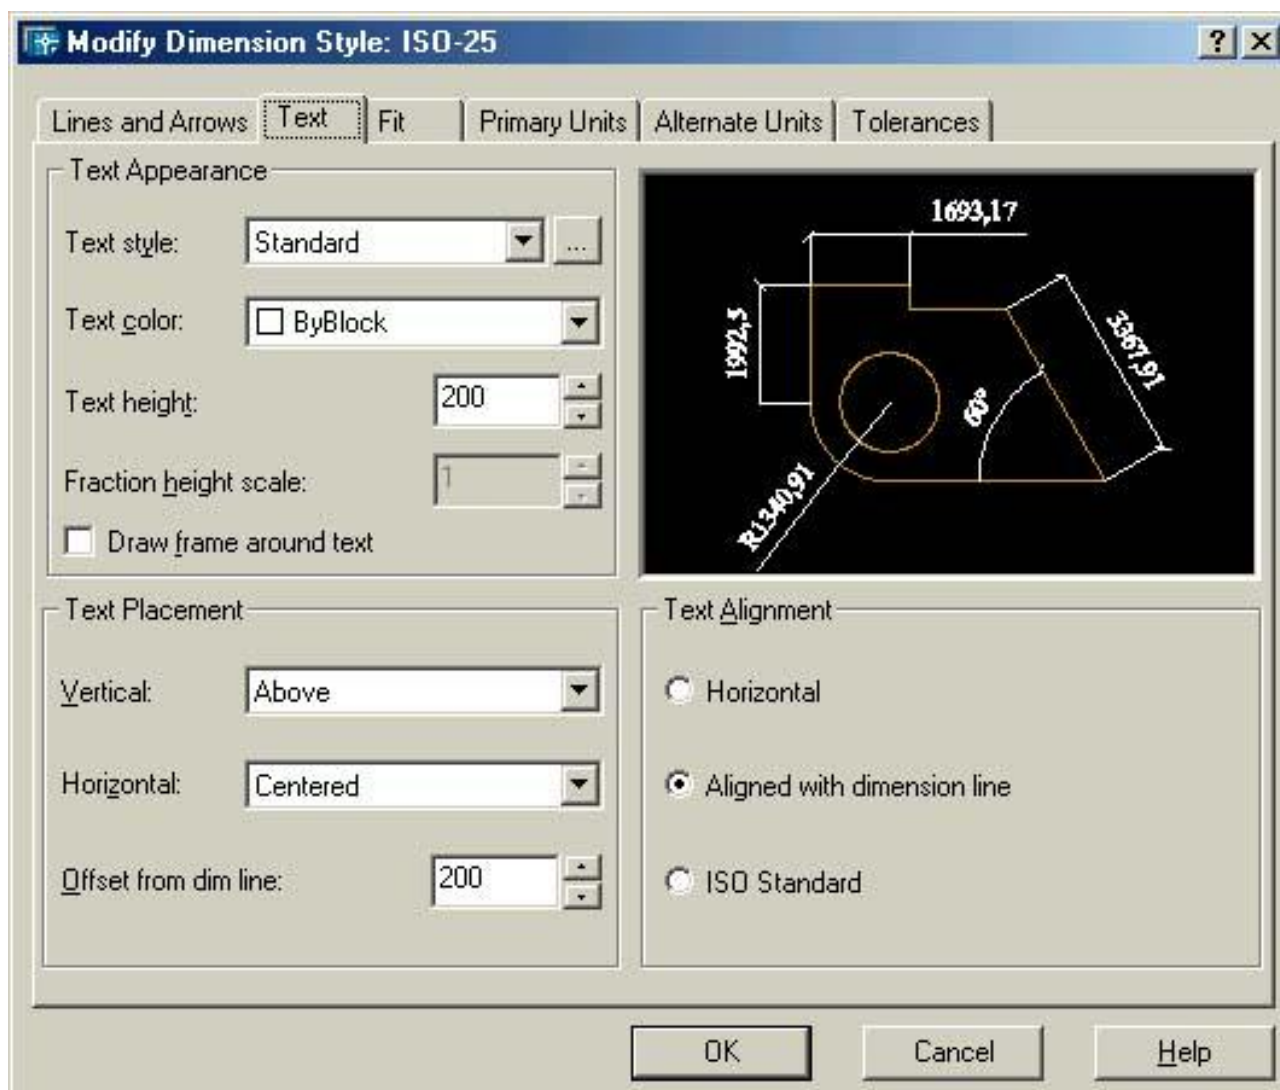 Modify Dimension Style: ISO-25
? X
Lines and Arrows Text Fit Primary Units Alternate Units Tolerances
Text Appearance
Text style: Standard ...
Text color: ByBlock
Text height: 200
Fraction height scale: 1
Draw frame around text
1693,17
1992,5
3367,91
60°
R1340,91
Text Placement
Vertical: Above
Horizontal: Centered
Offset from dim line: 200
Text Alignment
Horizontal
Aligned with dimension line
ISO Standard
OK Cancel Help